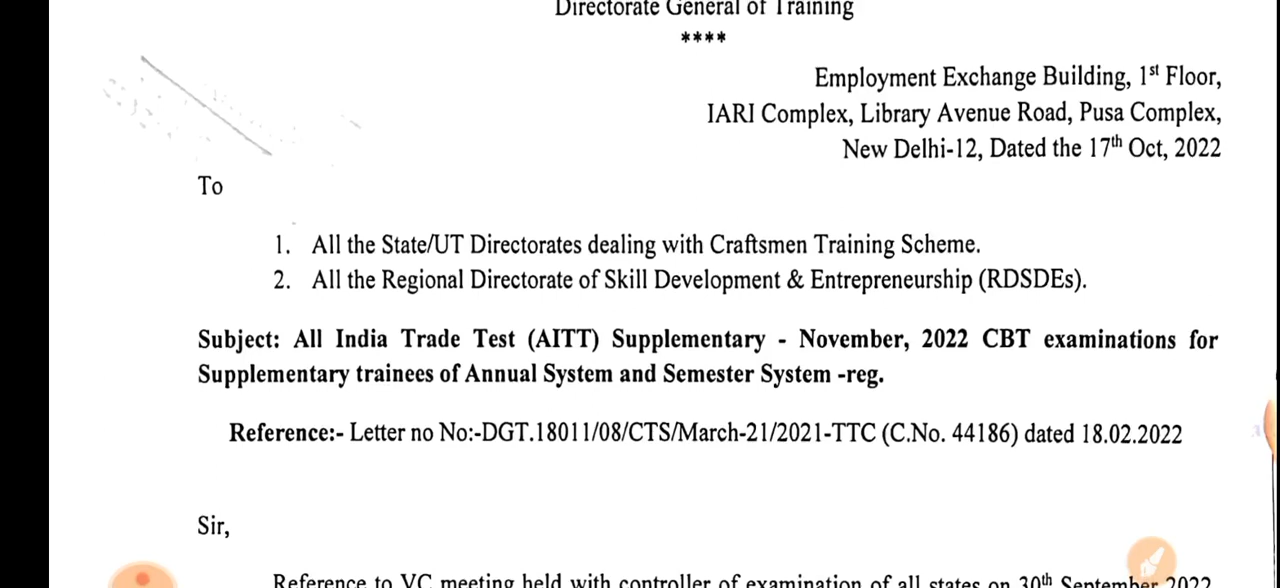 Directorate General of Training
****
Employment Exchange Building, 1st Floor,
IARI Complex, Library Avenue Road, Pusa Complex,
New Delhi-12, Dated the 17th Oct, 2022
To
1. All the State/UT Directorates dealing with Craftsmen Training Scheme.
2. All the Regional Directorate of Skill Development & Entrepreneurship (RDSDEs).
Subject: All India Trade Test (AITT) Supplementary - November, 2022 CBT examinations for
Supplementary trainees of Annual System and Semester System -reg.
Reference:- Letter no No:-DGT.18011/08/CTS/March-21/2021-TTC (C.No. 44186) dated 18.02.2022
Sir,
Reference to VC meeting held with controller of examination of all states on 30th September 2022